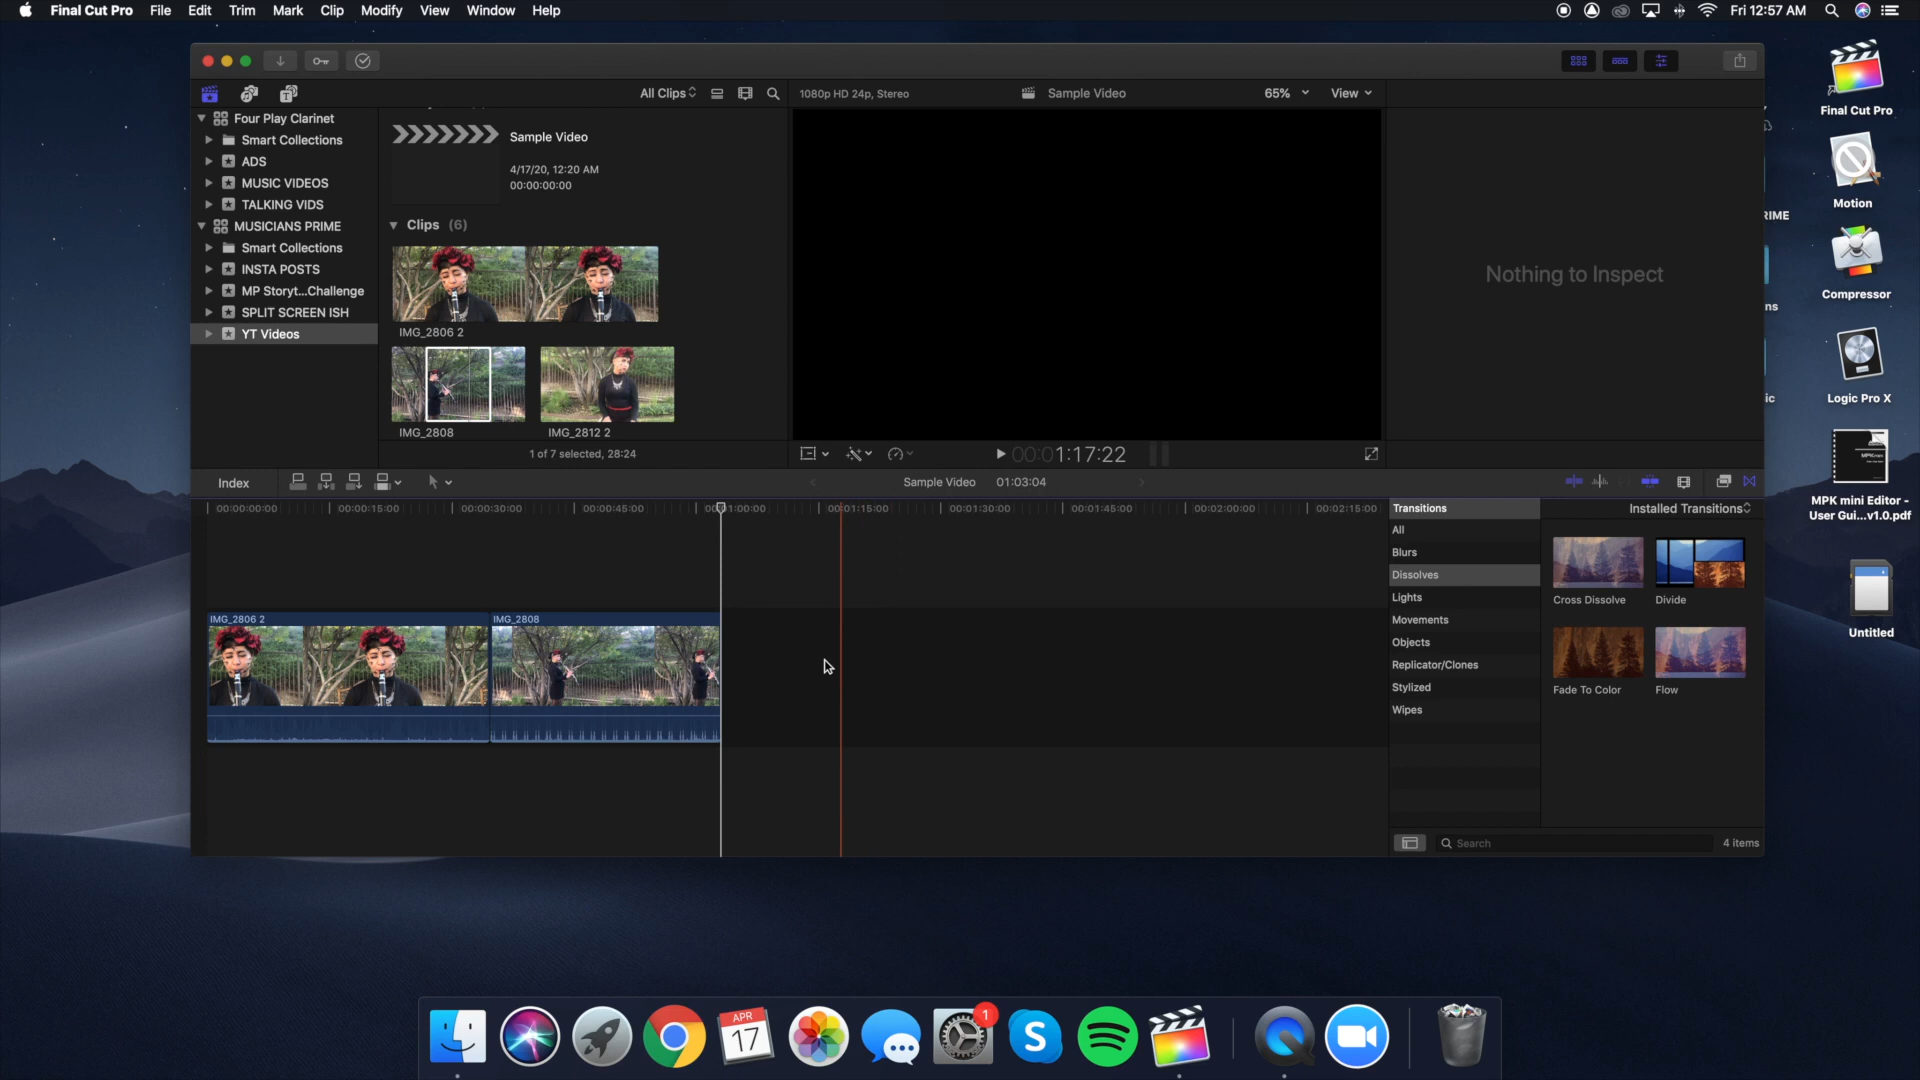 Final Cut Pro File Edit Trim Mark Clip Modify View Window Help Fri 12:57 AM
All Clips 1080p HD 24p, Stereo Sample Video 65% View
Four Play Clarinet
Smart Collections
ADS
MUSIC VIDEOS
TALKING VIDS
MUSICIANS PRIME
Smart Collections
INSTA POSTS
MP Storyt...Challenge
SPLIT SCREEN ISH
YT Videos
Sample Video
4/17/20, 12:20 AM
00:00:00:00
Clips (6)
IMG_2806 2
IMG_2808 IMG_2812 2
1 of 7 selected, 28:24
00:01:17:22
Nothing to Inspect
Index Sample Video 01:03:04
00:00:00:00 00:00:15:00 00:00:30:00 00:00:45:00 00:01:00:00 00:01:15:00 00:01:30:00 00:01:45:00 00:02:00:00 00:02:15:00
IMG_2806 2 IMG_2808
Transitions Installed Transitions
All
Blurs
Dissolves
Lights
Movements
Objects
Replicator/Clones
Stylized
Wipes
Cross Dissolve Divide
Fade To Color Flow
Search 4 items
Final Cut Pro
Motion
RIME
Compressor
ns
Logic Pro X
ic
MPK mini Editor -
User Gui...v1.0.pdf
Untitled
APR
17
1
S